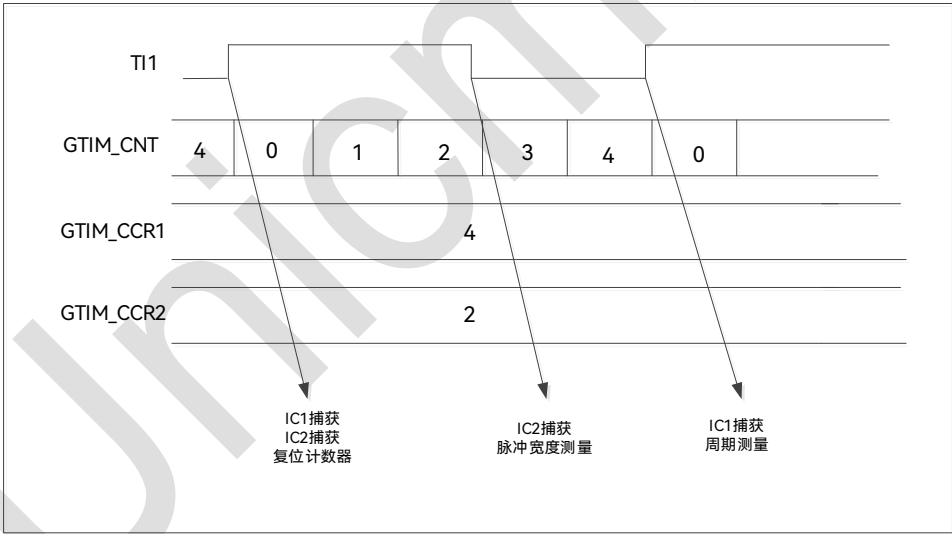 TI1
GTIM_CNT 4 0 1 2 3 4 0
GTIM_CCR1 4
GTIM_CCR2 2
IC1捕获
IC2捕获
复位计数器
IC2捕获
脉冲宽度测量
IC1捕获
周期测量
Unicm